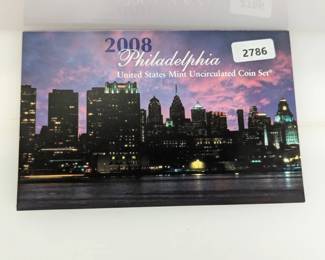 2008
Philadelphia
United States Mint Uncirculated Coin Set®
2786